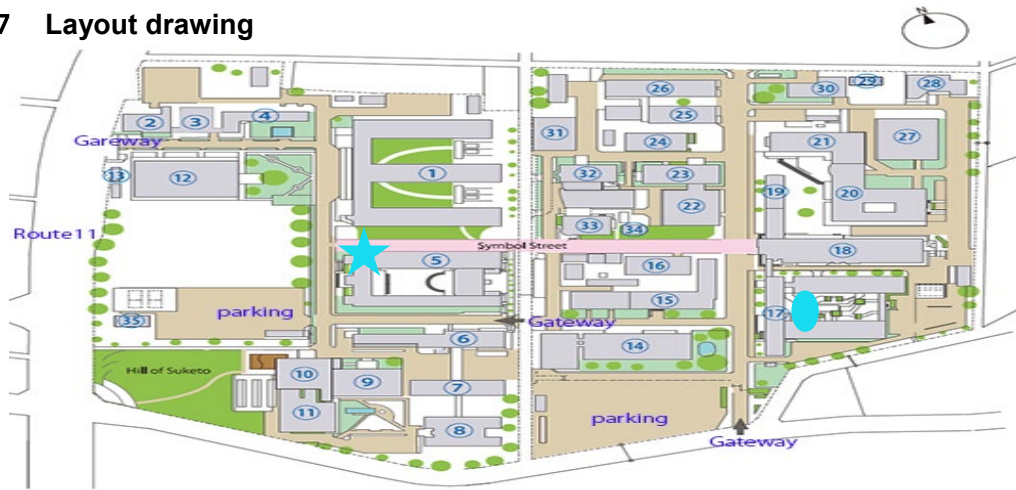 7 Layout drawing
N
29
26 30 28
25
2 3 4
31
27
Gareway
24 21
1
13 12 32 23
19 20
22
33 34
Route11
Symbol Street
18
5 16
15
17
parking
35 Gateway
6
14
Hill of Suketo
10 9
7
11
parking
8
Gateway